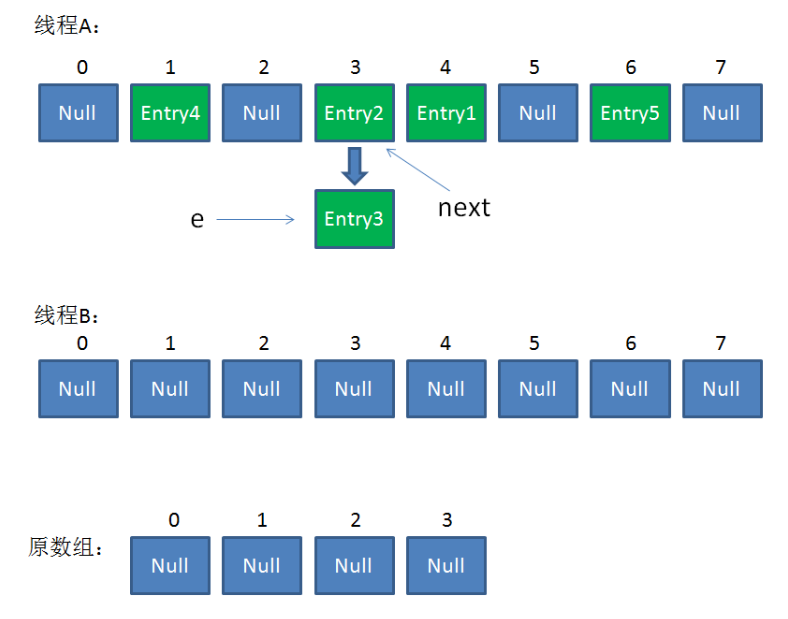 线程A：
0 1 2 3 4 5 6 7
Null Entry4 Null Entry2 Entry1 Null Entry5 Null
e Entry3 next
线程B：
0 1 2 3 4 5 6 7
Null Null Null Null Null Null Null Null
0 1 2 3
原数组： Null Null Null Null